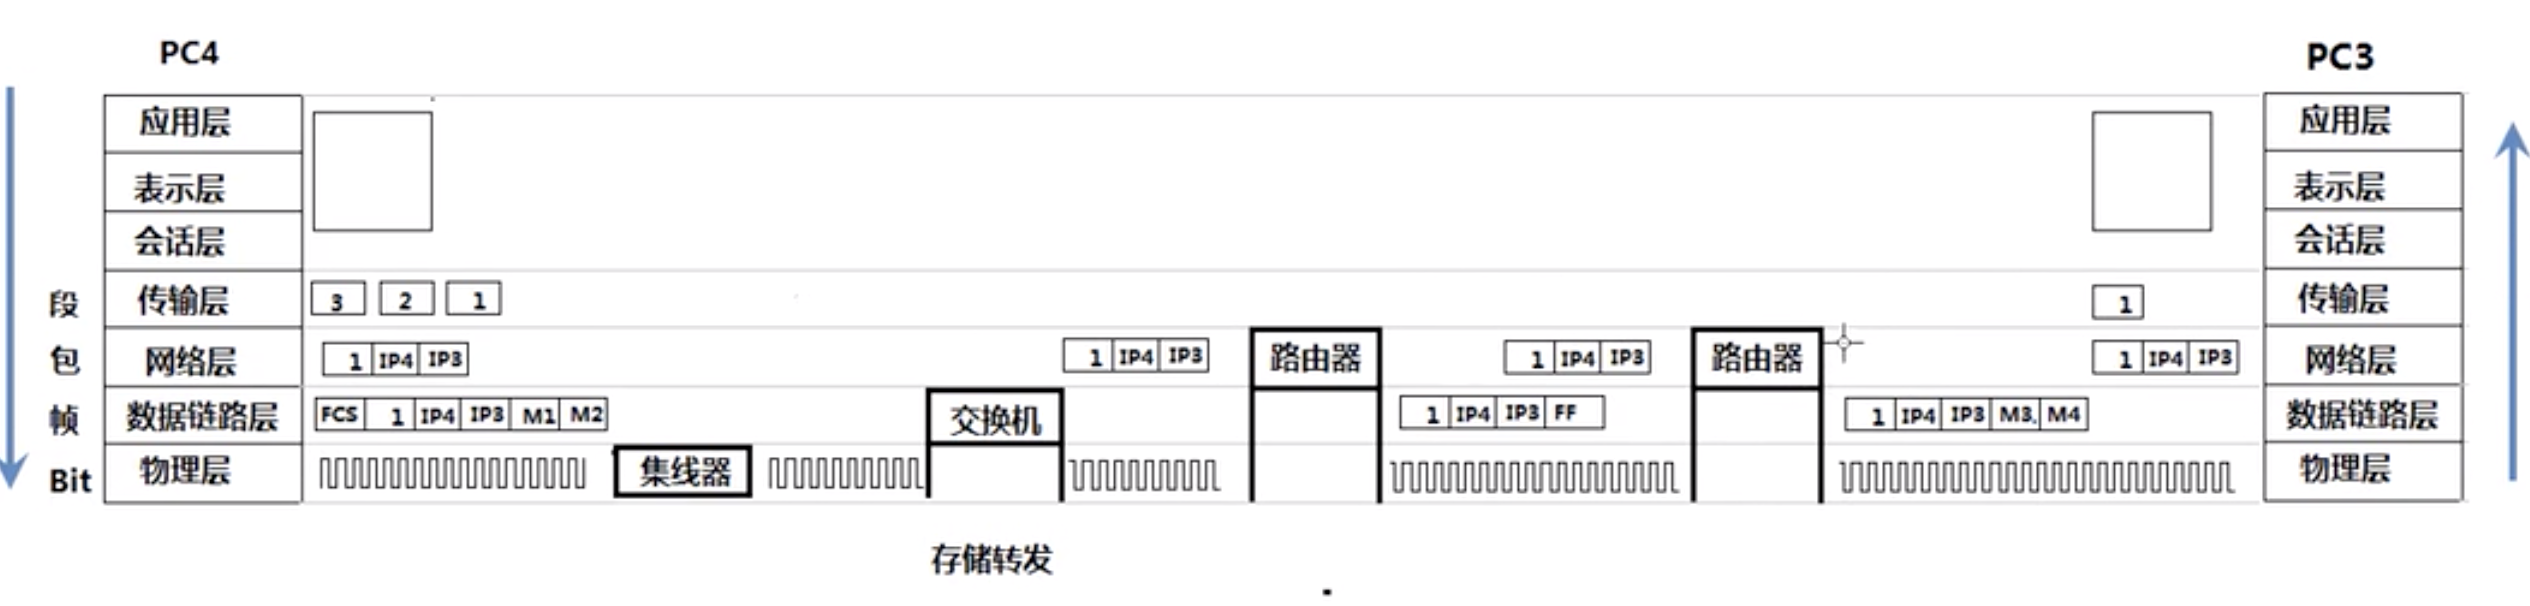 PC4 PC3
应用层 应用层
表示层 表示层
会话层 会话层
段 传输层 3 2 1 1 传输层
包 网络层 1 IP4 IP3 1 IP4 IP3 路由器 1 IP4 IP3 路由器 1 IP4 IP3 网络层
帧 数据链路层 FCS 1 IP4 IP3 M1 M2 交换机 1 IP4 IP3 FF 1 IP4 IP3 M3. M4 数据链路层
Bit 物理层 集线器 物理层
存储转发